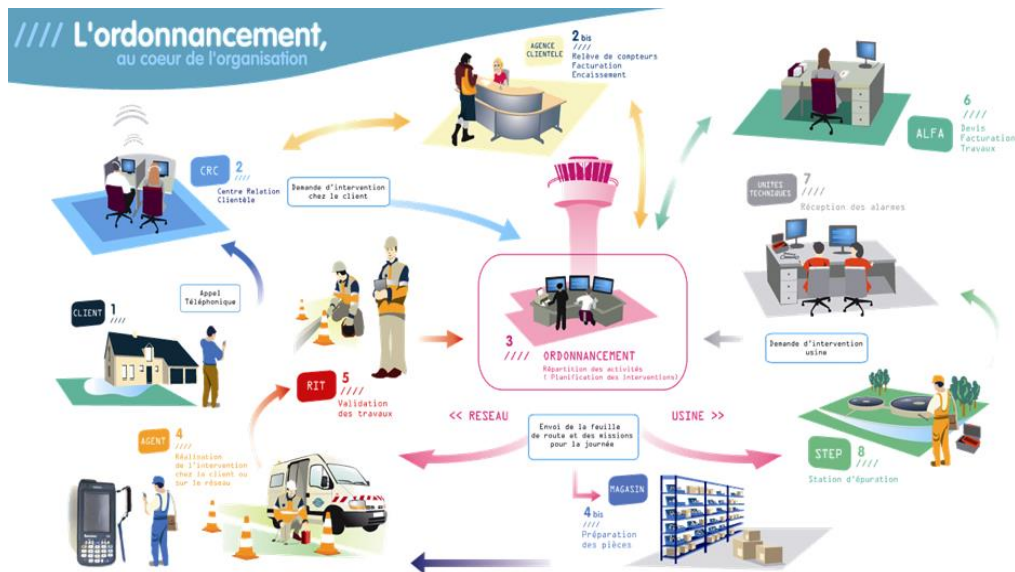 //// L'ordonnancement,
au coeur de l'organisation
AGENCE
CLIENTELE
2 bis
////
Relève de compteurs
Facturation
Encaissement
6
////
ALFA
Devis
Facturation
Travaux
CRC
2
////
Centre Relation
Clientèle
Demande d'intervention
chez le client
UNITES
TECHNIQUES
7
////
Réception des alarmes
Appel
Téléphonique
CLIENT
1
////
3
//// ORDONNANCEMENT
Répartition des activités
( Planification des interventions)
Demande d'intervention
usine
RIT
5
////
Validation
des travaux
<< RESEAU
USINE >>
Envoi de la feuille
de route et des missions
pour la journée
AGENT
4
////
Réalisation
de l'intervention
chez le client ou
sur le réseau
STEP
8
////
Station d'épuration
MAGASIN
4 bis
////
Préparation
des pièces